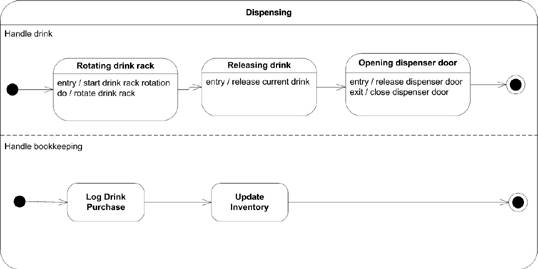 Dispensing
Handle drink
Rotating drink rack
entry / start drink rack rotation
do / rotate drink rack
Releasing drink
entry / release current drink
Opening dispenser door
entry / release dispenser door
exit / close dispenser door
Handle bookkeeping
Log Drink
Purchase
Update
Inventory